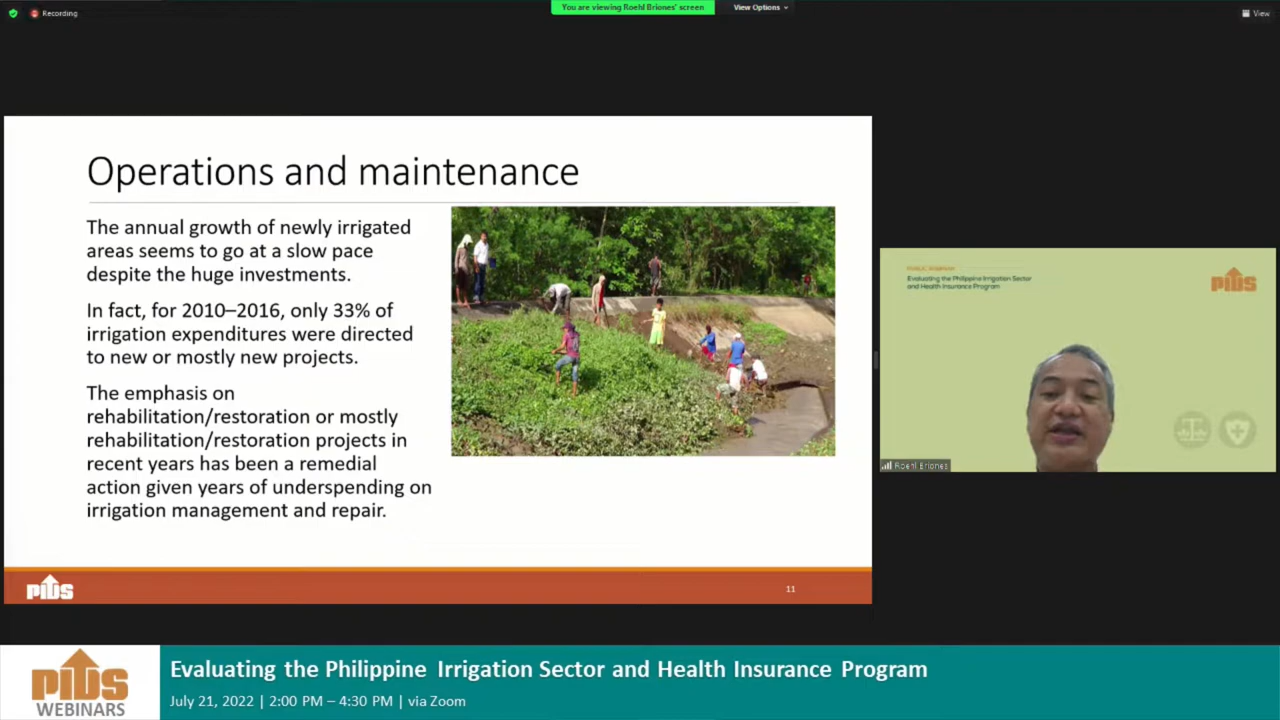 Recording
You are viewing Roehl Briones' screen
View Options
View
Operations and maintenance
The annual growth of newly irrigated
areas seems to go at a slow pace
despite the huge investments.
In fact, for 2010–2016, only 33% of
irrigation expenditures were directed
to new or mostly new projects.
The emphasis on
rehabilitation/restoration or mostly
rehabilitation/restoration projects in
recent years has been a remedial
action given years of underspending on
irrigation management and repair.
PIDS
11
Evaluating the Philippine Irrigation Sector
and Health Insurance Program
PIDS
Roehl Briones
PIDS
WEBINARS
Evaluating the Philippine Irrigation Sector and Health Insurance Program
July 21, 2022 | 2:00 PM – 4:30 PM | via Zoom